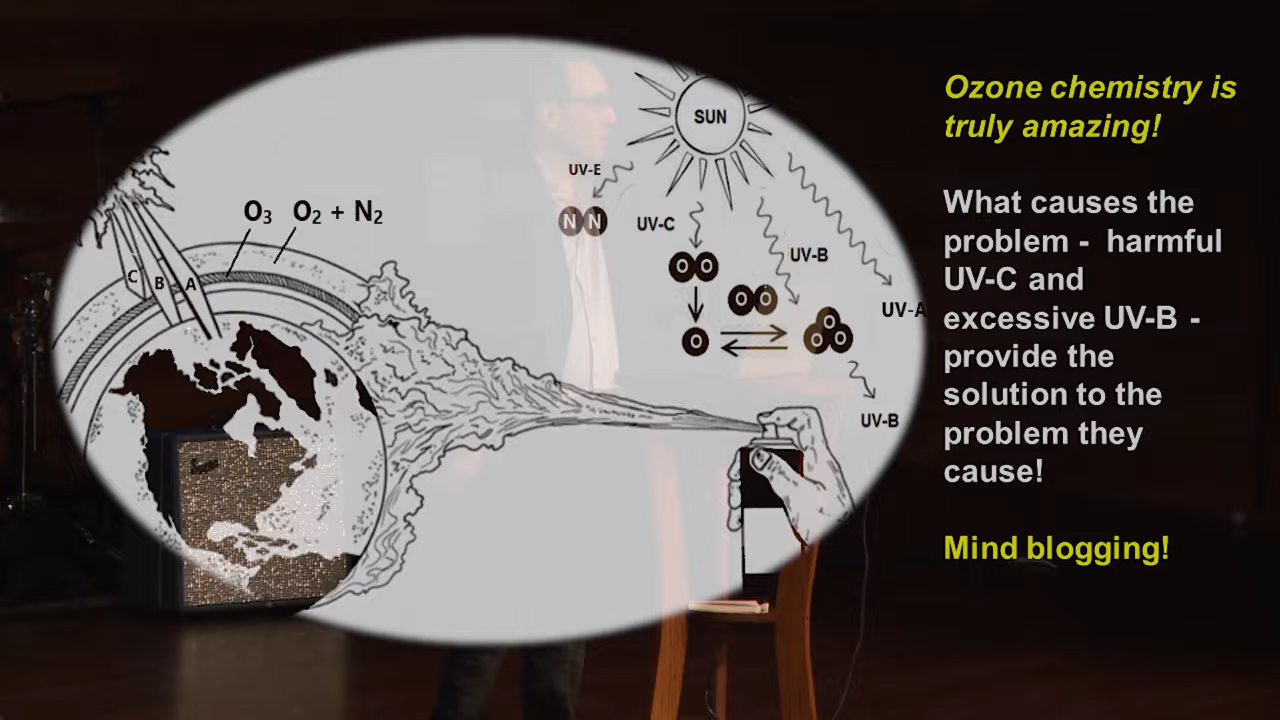 SUN
UV-E
N N
UV-C
O O
UV-B
O O
UV-A
O
O
O O
UV-B
O₃ O₂ + N₂
C B A
Ozone chemistry is
truly amazing!
What causes the
problem - harmful
UV-C and
excessive UV-B -
provide the
solution to the
problem they
cause!
Mind blogging!